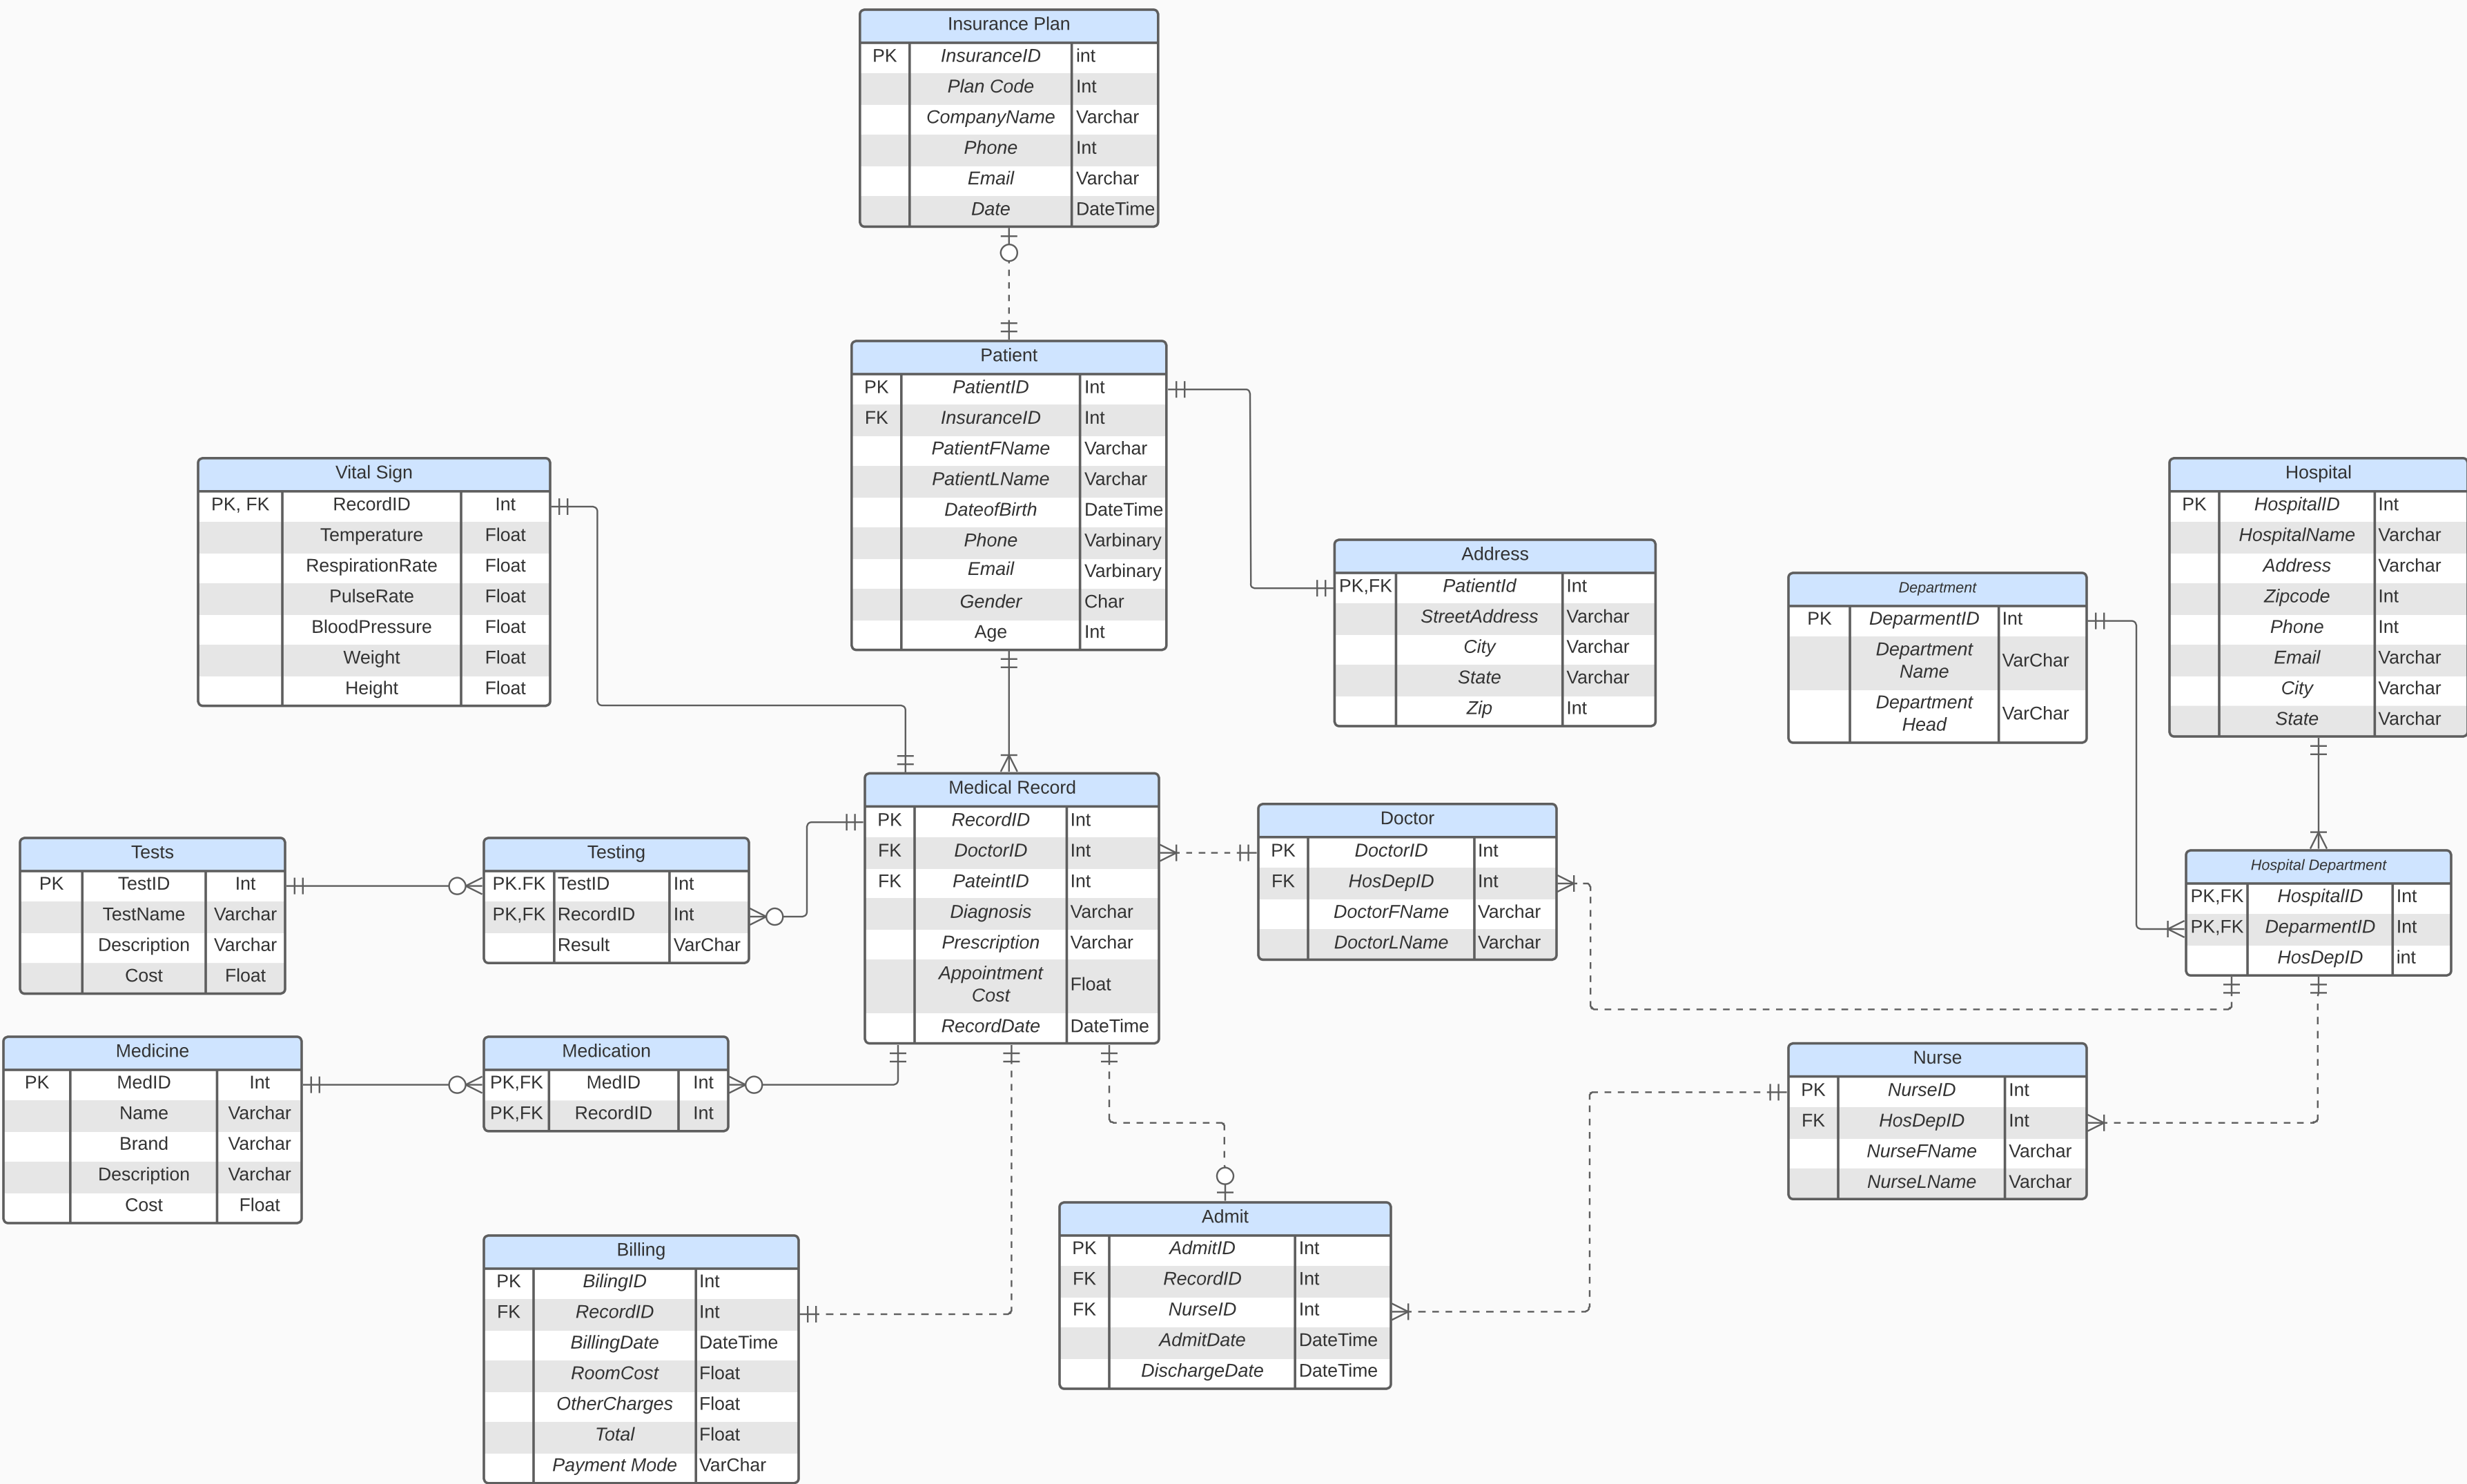 Insurance Plan
PK InsuranceID int
Plan Code Int
CompanyName Varchar
Phone Int
Email Varchar
Date DateTime
Patient
PK PatientID Int
FK InsuranceID Int
PatientFName Varchar
PatientLName Varchar
DateofBirth DateTime
Phone Varbinary
Email Varbinary
Gender Char
Age Int
Vital Sign
PK, FK RecordID Int
Temperature Float
RespirationRate Float
PulseRate Float
BloodPressure Float
Weight Float
Height Float
Address
PK,FK PatientId Int
StreetAddress Varchar
City Varchar
State Varchar
Zip Int
Department
PK DeparmentID Int
Department
Name VarChar
Department
Head VarChar
Hospital
PK HospitalID Int
HospitalName Varchar
Address Varchar
Zipcode Int
Phone Int
Email Varchar
City Varchar
State Varchar
Medical Record
PK RecordID Int
FK DoctorID Int
FK PateintID Int
Diagnosis Varchar
Prescription Varchar
Appointment
Cost Float
RecordDate DateTime
Doctor
PK DoctorID Int
FK HosDepID Int
DoctorFName Varchar
DoctorLName Varchar
Hospital Department
PK,FK HospitalID Int
PK,FK DeparmentID Int
HosDepID int
Tests
PK TestID Int
TestName Varchar
Description Varchar
Cost Float
Testing
PK.FK TestID Int
PK,FK RecordID Int
Result VarChar
Medicine
PK MedID Int
Name Varchar
Brand Varchar
Description Varchar
Cost Float
Medication
PK,FK MedID Int
PK,FK RecordID Int
Nurse
PK NurseID Int
FK HosDepID Int
NurseFName Varchar
NurseLName Varchar
Billing
PK BilingID Int
FK RecordID Int
BillingDate DateTime
RoomCost Float
OtherCharges Float
Total Float
Payment Mode VarChar
Admit
PK AdmitID Int
FK RecordID Int
FK NurseID Int
AdmitDate DateTime
DischargeDate DateTime